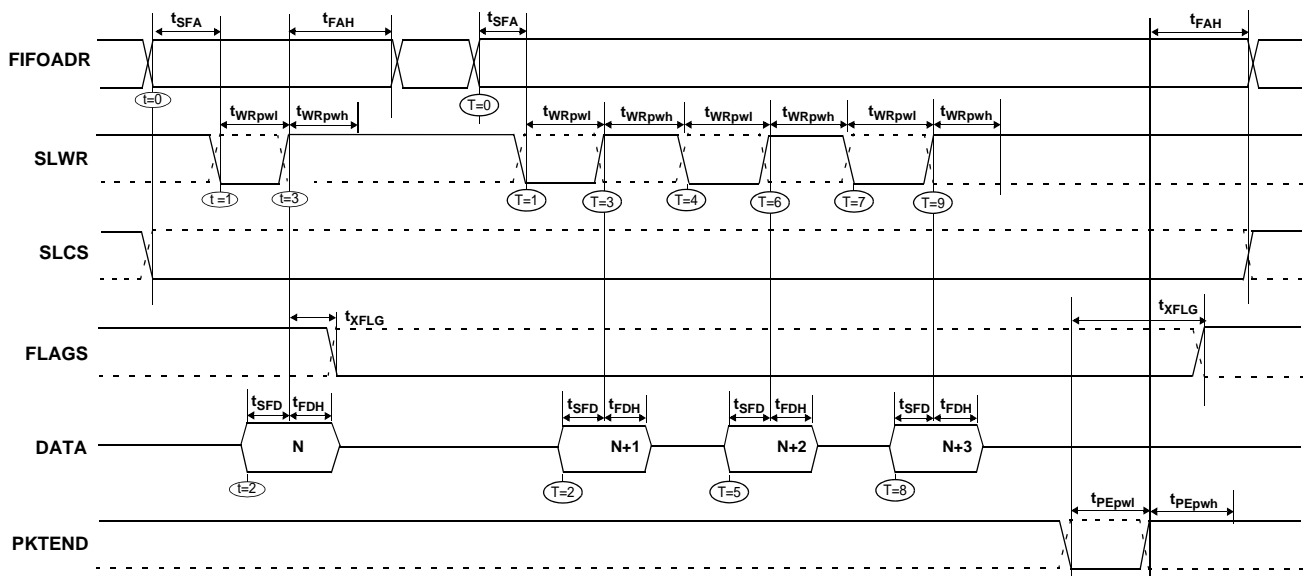 tSFA tFAH tSFA tFAH
FIFOADR
t=0 T=0
tWRpwl tWRpwh tWRpwl tWRpwh tWRpwl tWRpwh tWRpwl tWRpwh
SLWR
t =1 t=3 T=1 T=3 T=4 T=6 T=7 T=9
SLCS
tXFLG tXFLG
FLAGS
tSFD tFDH tSFD tFDH tSFD tFDH tSFD tFDH
DATA N N+1 N+2 N+3
t=2 T=2 T=5 T=8
tPEpwl tPEpwh
PKTEND